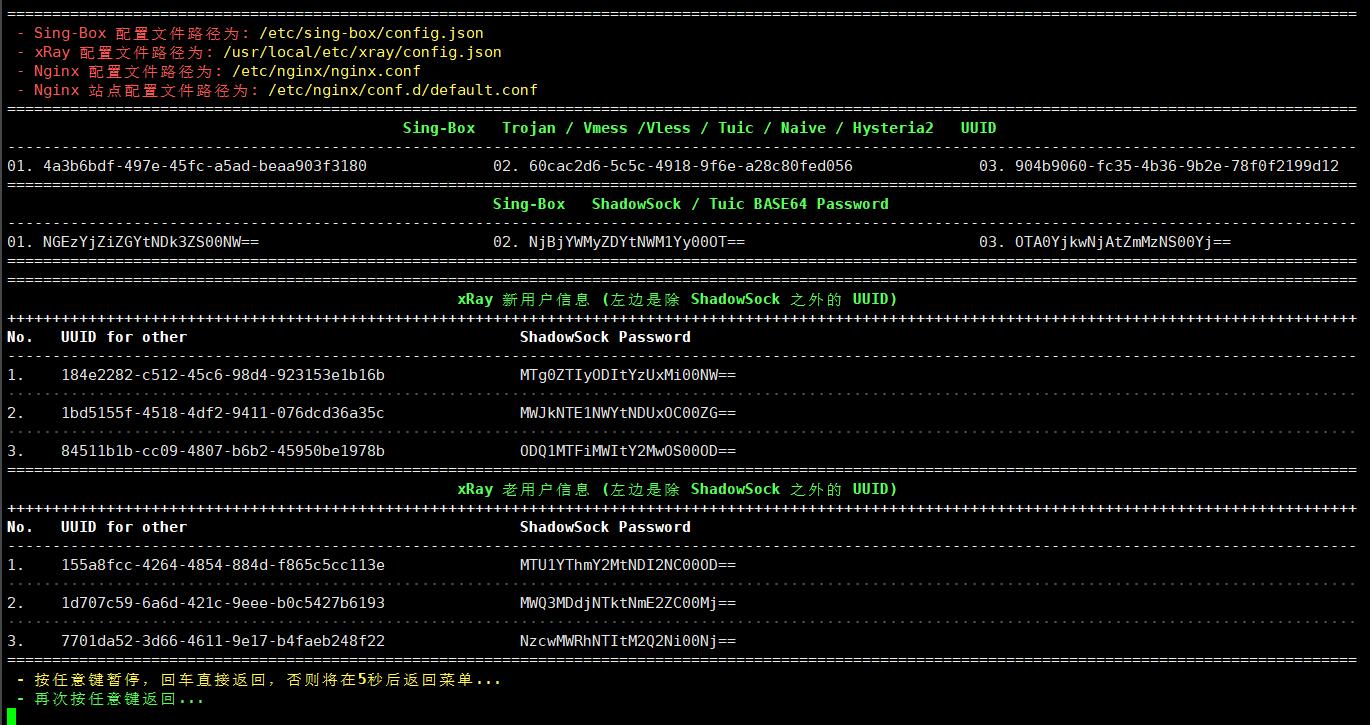 - Sing-Box 配置文件路径为: /etc/sing-box/config.json
- xRay 配置文件路径为: /usr/local/etc/xray/config.json
- Nginx 配置文件路径为: /etc/nginx/nginx.conf
- Nginx 站点配置文件路径为: /etc/nginx/conf.d/default.conf
Sing-Box Trojan / Vmess /Vless / Tuic / Naive / Hysteria2 UUID
01. 4a3b6bdf-497e-45fc-a5ad-beaa903f3180 02. 60cac2d6-5c5c-4918-9f6e-a28c80fed056 03. 904b9060-fc35-4b36-9b2e-78f0f2199d12
Sing-Box ShadowSock / Tuic BASE64 Password
01. NGEzYjZiZGYtNDk3ZS00NW== 02. NjBjYWMyZDYtNWM1Yy00OT== 03. OTA0YjkwNjAtZmMzNS00Yj==
xRay 新用户信息 (左边是除 ShadowSock 之外的 UUID)
No. UUID for other ShadowSock Password
1. 184e2282-c512-45c6-98d4-923153e1b16b MTg0ZTIyODItYzUxMi00NW==
2. 1bd5155f-4518-4df2-9411-076dcd36a35c MWJkNTE1NWYtNDUxOC00ZG==
3. 84511b1b-cc09-4807-b6b2-45950be1978b ODQ1MTFiMWItY2MwOS00OD==
xRay 老用户信息 (左边是除 ShadowSock 之外的 UUID)
No. UUID for other ShadowSock Password
1. 155a8fcc-4264-4854-884d-f865c5cc113e MTU1YThmY2MtNDI2NC00OD==
2. 1d707c59-6a6d-421c-9eee-b0c5427b6193 MWQ3MDdjNTktNmE2ZC00Mj==
3. 7701da52-3d66-4611-9e17-b4faeb248f22 NzcwMWRhNTItM2Q2Ni00Nj==
- 按任意键暂停，回车直接返回，否则将在5秒后返回菜单...
- 再次按任意键返回...